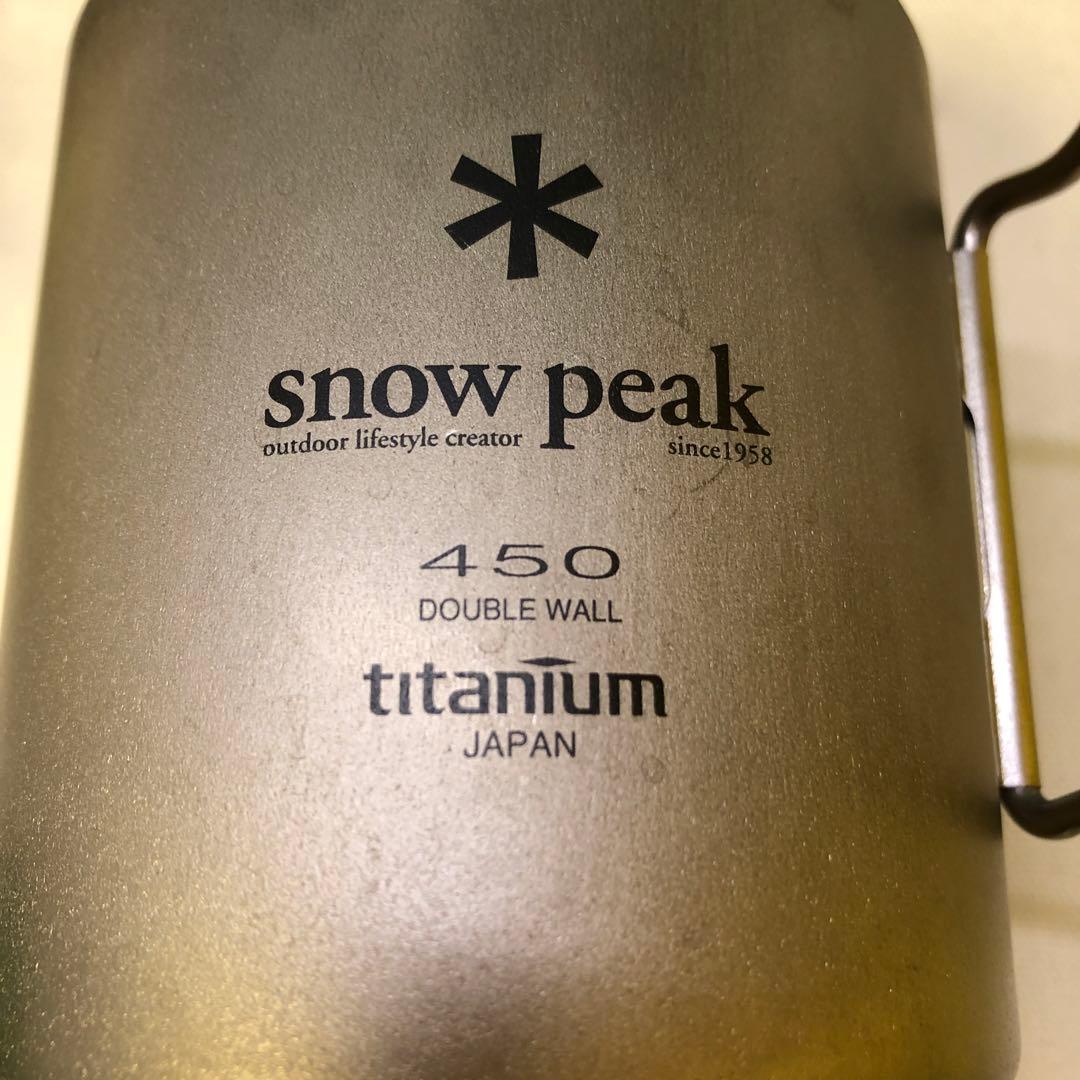 snow peak
outdoor lifestyle creator since1958
450
DOUBLE WALL
titanium
JAPAN